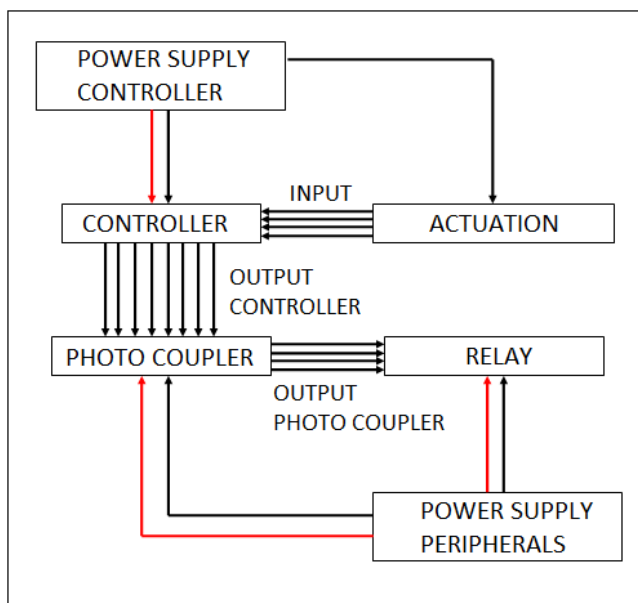 POWER SUPPLY
CONTROLLER
INPUT
CONTROLLER
ACTUATION
OUTPUT
CONTROLLER
PHOTO COUPLER
RELAY
OUTPUT
PHOTO COUPLER
POWER SUPPLY
PERIPHERALS